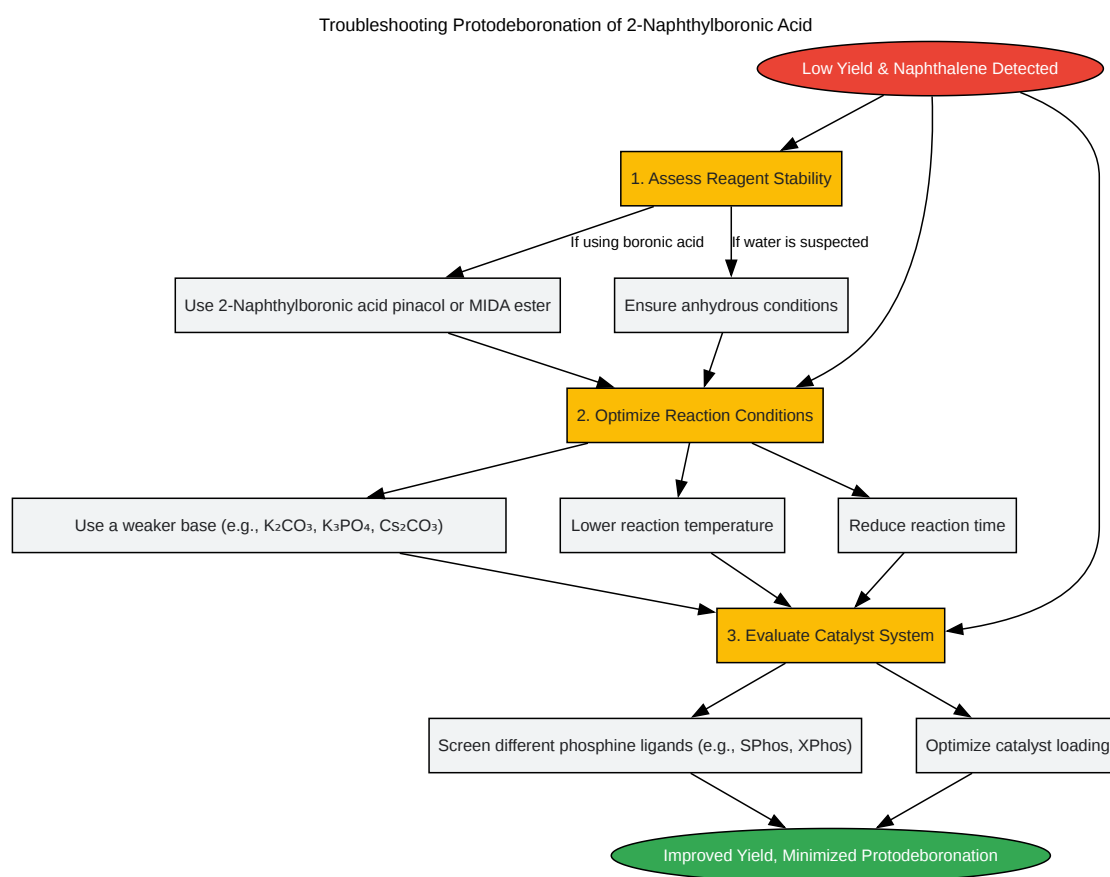 Troubleshooting Protodeboronation of 2-Naphthylboronic Acid
Low Yield & Naphthalene Detected
1. Assess Reagent Stability
If using boronic acid
If water is suspected
Use 2-Naphthylboronic acid pinacol or MIDA ester
Ensure anhydrous conditions
2. Optimize Reaction Conditions
Use a weaker base (e.g., K₂CO₃, K₃PO₄, Cs₂CO₃)
Lower reaction temperature
Reduce reaction time
3. Evaluate Catalyst System
Screen different phosphine ligands (e.g., SPhos, XPhos)
Optimize catalyst loading
Improved Yield, Minimized Protodeboronation